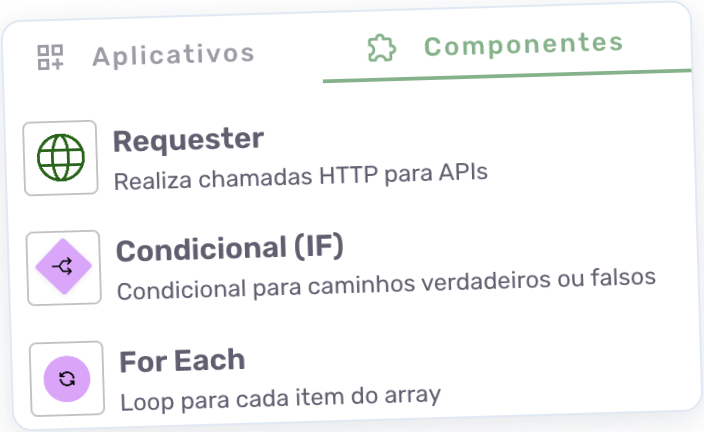 Aplicativos
Componentes
Requester
Realiza chamadas HTTP para APIs
Condicional (IF)
Condicional para caminhos verdadeiros ou falsos
For Each
Loop para cada item do array